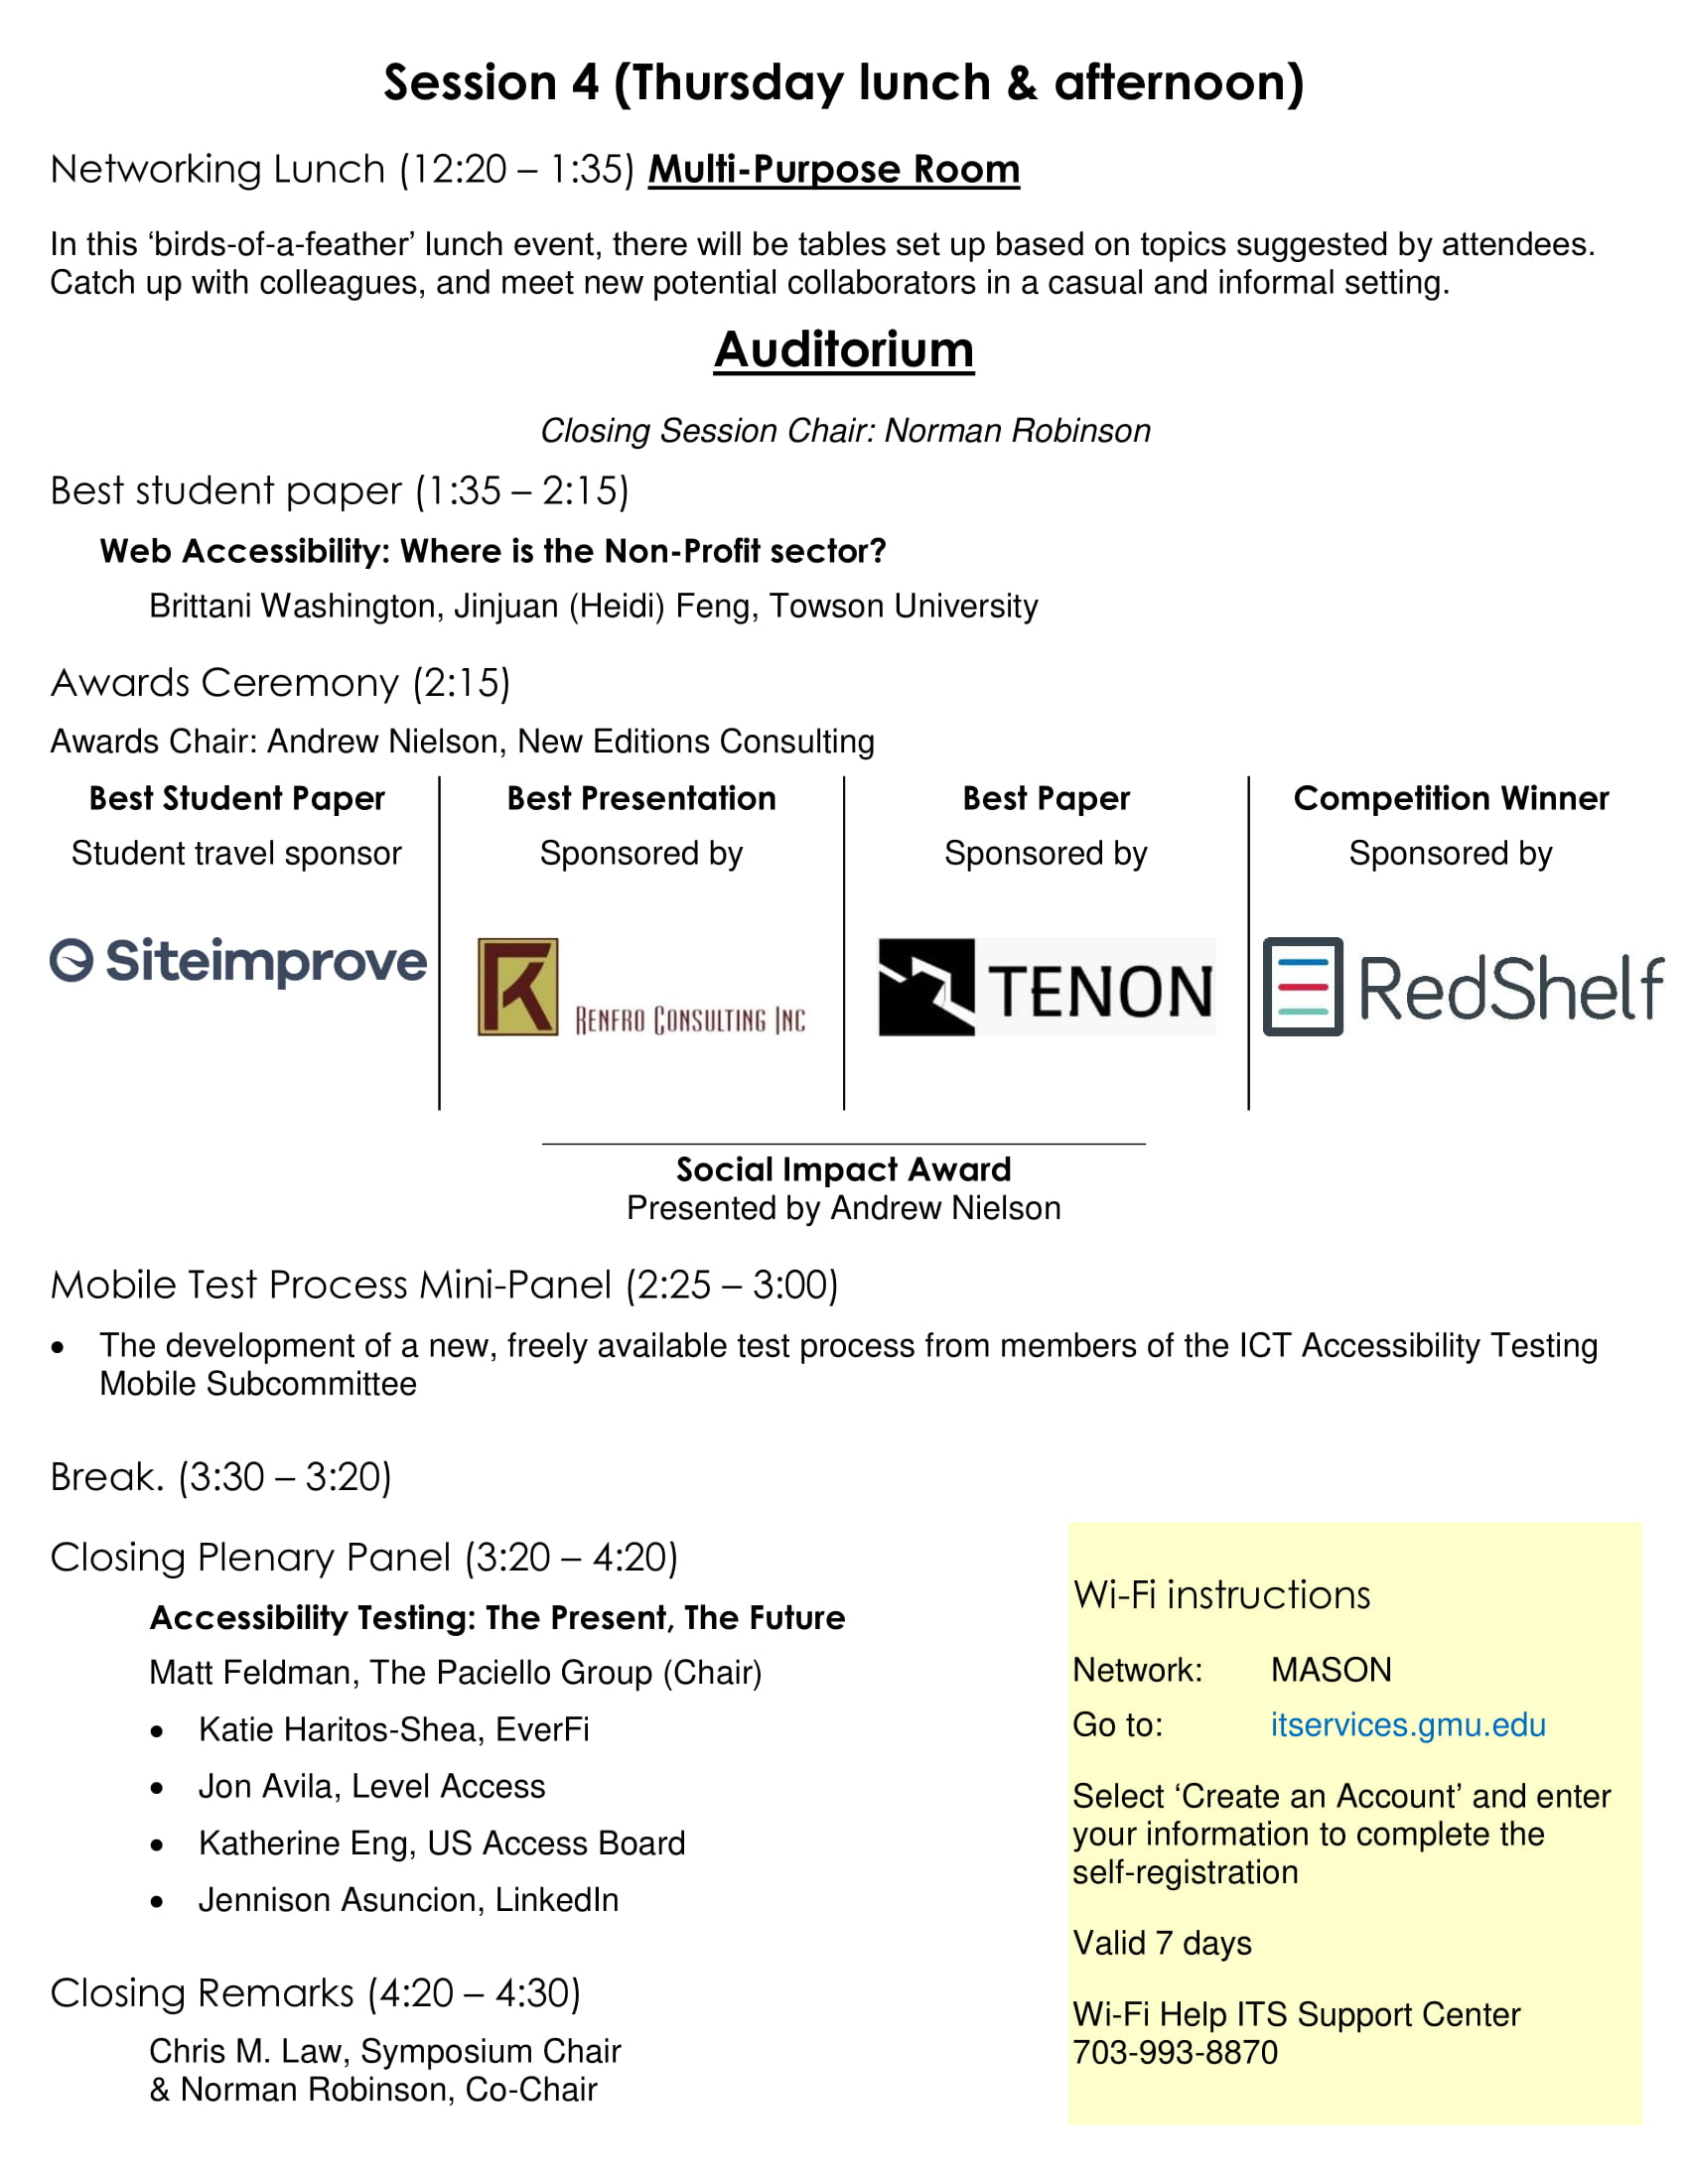 Session 4 (Thursday lunch & afternoon)
Networking Lunch (12:20 – 1:35) Multi-Purpose Room
In this ‘birds-of-a-feather’ lunch event, there will be tables set up based on topics suggested by attendees.
Catch up with colleagues, and meet new potential collaborators in a casual and informal setting.
Auditorium
Closing Session Chair: Norman Robinson
Best student paper (1:35 – 2:15)
Web Accessibility: Where is the Non-Profit sector?
Brittani Washington, Jinjuan (Heidi) Feng, Towson University
Awards Ceremony (2:15)
Awards Chair: Andrew Nielson, New Editions Consulting
Best Student Paper
Student travel sponsor
Siteimprove
Best Presentation
Sponsored by
RENFRO CONSULTING INC
Best Paper
Sponsored by
TENON
Competition Winner
Sponsored by
RedShelf
Social Impact Award
Presented by Andrew Nielson
Mobile Test Process Mini-Panel (2:25 – 3:00)
• The development of a new, freely available test process from members of the ICT Accessibility Testing
Mobile Subcommittee
Break. (3:30 – 3:20)
Closing Plenary Panel (3:20 – 4:20)
Accessibility Testing: The Present, The Future
Matt Feldman, The Paciello Group (Chair)
• Katie Haritos-Shea, EverFi
• Jon Avila, Level Access
• Katherine Eng, US Access Board
• Jennison Asuncion, LinkedIn
Closing Remarks (4:20 – 4:30)
Chris M. Law, Symposium Chair
& Norman Robinson, Co-Chair
Wi-Fi instructions
Network: MASON
Go to: itservices.gmu.edu
Select ‘Create an Account’ and enter
your information to complete the
self-registration
Valid 7 days
Wi-Fi Help ITS Support Center
703-993-8870